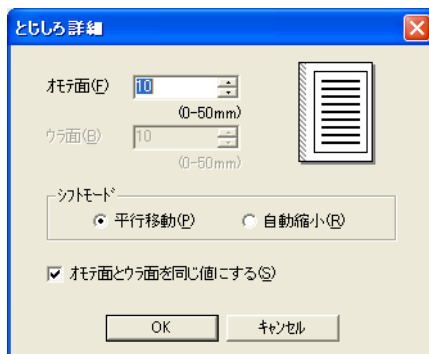 とじしろ詳細
オモテ面(F) 10
(0-50mm)
ウラ面(B) 10
(0-50mm)
シフトモード
平行移動(P) 自動縮小(R)
オモテ面とウラ面を同じ値にする(S)
OK キャンセル